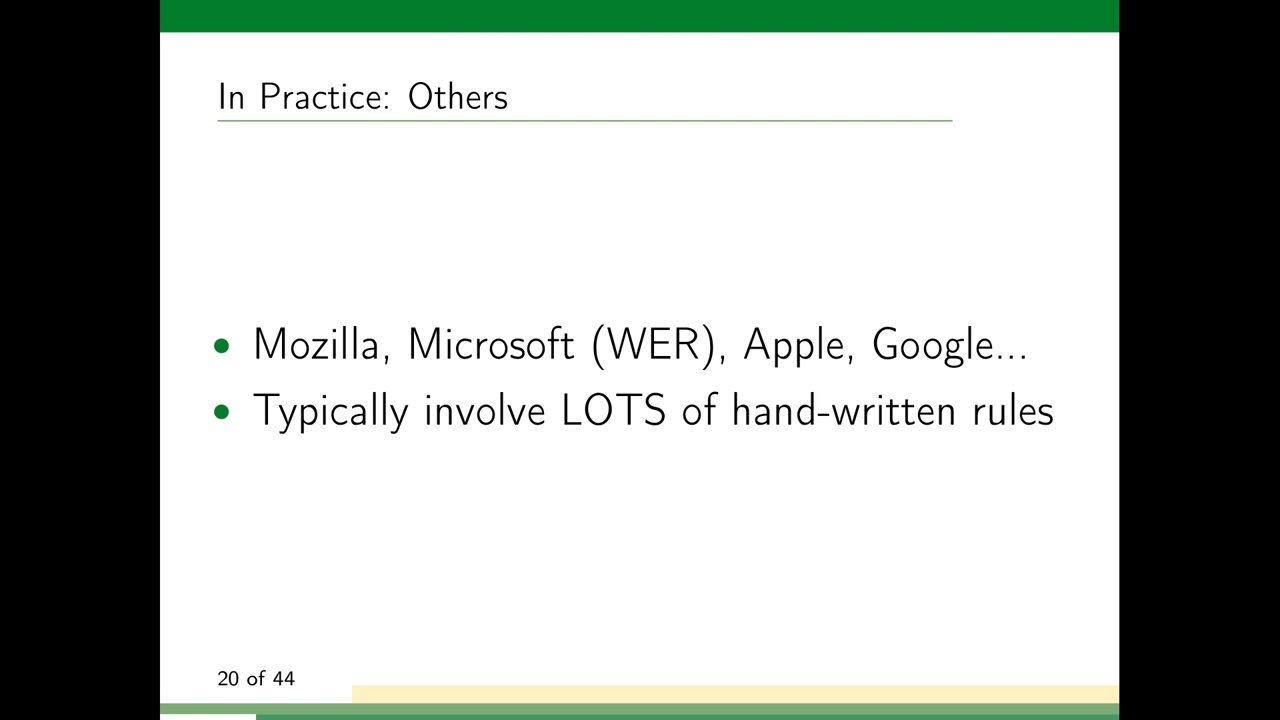 In Practice: Others
• Mozilla, Microsoft (WER), Apple, Google...
• Typically involve LOTS of hand-written rules
20 of 44